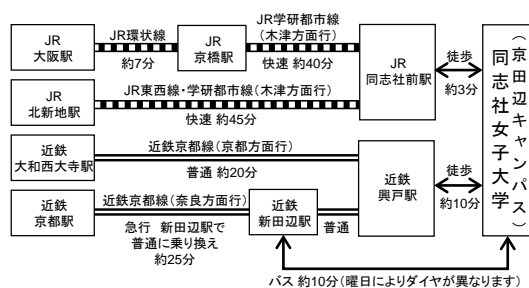 JR
大阪駅
JR環状線
約7分
JR
京橋駅
JR学研都市線
（木津方面行）
快速 約40分
JR
北新地駅
JR東西線・学研都市線（木津方面行）
快速 約45分
JR
同志社前駅
徒歩
約3分
近鉄
大和西大寺駅
近鉄京都線（京都方面行）
普通 約20分
近鉄
京都駅
近鉄京都線（奈良方面行）
急行 新田辺駅で
普通に乗り換え
約25分
近鉄
新田辺駅
普通
近鉄
興戸駅
徒歩
約10分
同志社女子大学
（京田辺キャンパス）
バス 約10分（曜日によりダイヤが異なります）